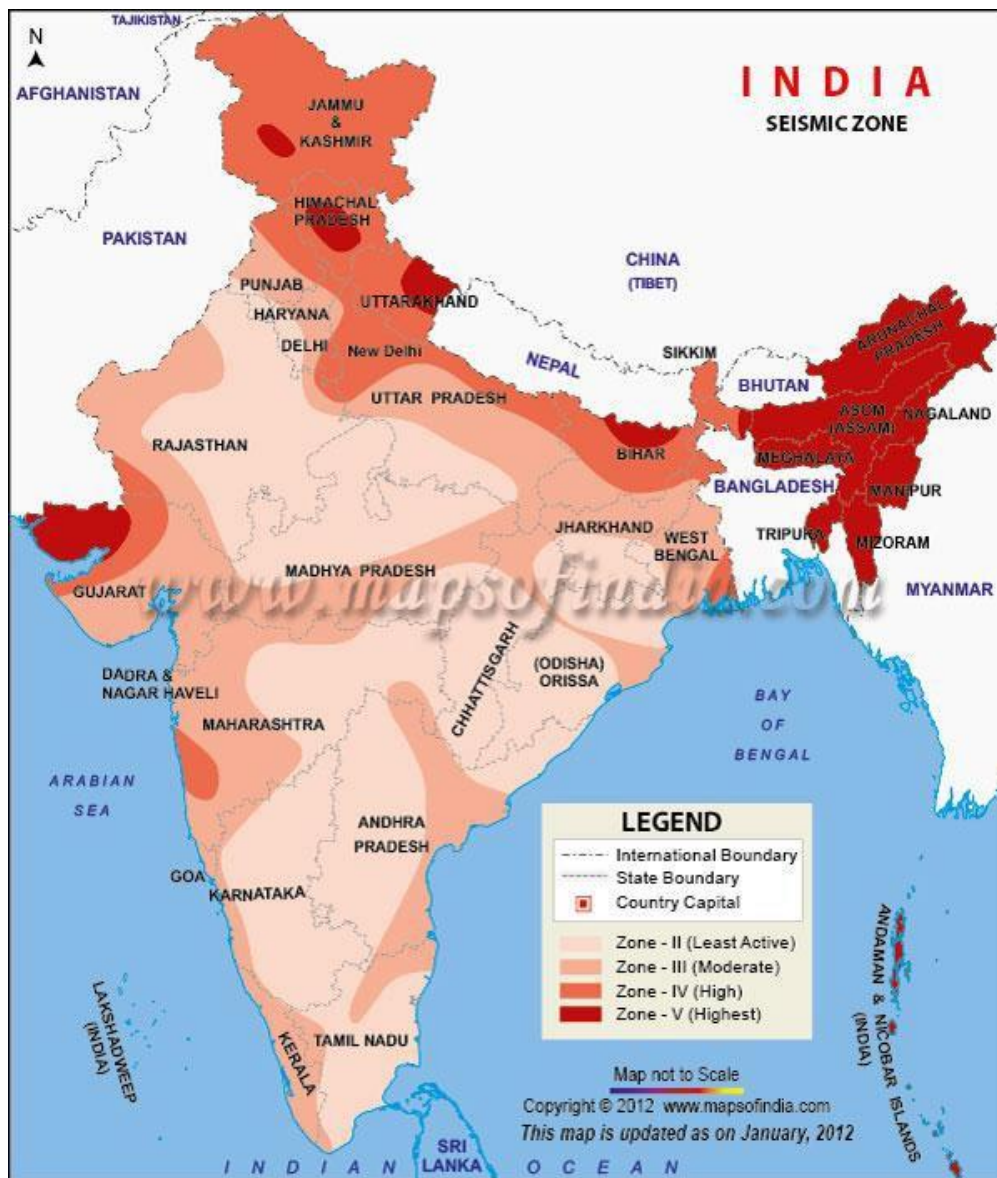 TAJIKISTAN
N
AFGHANISTAN
I N D I A
SEISMIC ZONE
JAMMU
&
KASHMIR
HIMACHAL
PRADESH
PAKISTAN
CHINA
(TIBET)
PUNJAB
UTTARAKHAND
HARYANA
DELHI
New Delhi
NEPAL
SIKKIM
BHUTAN
ARUNACHAL
PRADESH
UTTAR PRADESH
ASOM
(ASSAM)
NAGALAND
RAJASTHAN
BIHAR
MEGHALAYA
BANGLADESH
MANIPUR
JHARKHAND
WEST
BENGAL
TRIPURA
MIZORAM
MADHYA PRADESH
www.mapsofindia.com
GUJARAT
MYANMAR
CHHATTISGARH
(ODISHA)
ORISSA
DADRA &
NAGAR HAVELI
MAHARASHTRA
BAY
OF
BENGAL
ARABIAN
SEA
ANDHRA
PRADESH
GOA
KARNATAKA
LEGEND
International Boundary
State Boundary
Country Capital
Zone - II (Least Active)
Zone - III (Moderate)
Zone - IV (High)
Zone - V (Highest)
ANDAMAN & NICOBAR ISLANDS
(INDIA)
LAKSHADWEEP
(INDIA)
KERALA
TAMIL NADU
Map not to Scale
Copyright © 2012 www.mapsofindia.com
This map is updated as on January, 2012
SRI
LANKA
I N D I A N O C E A N